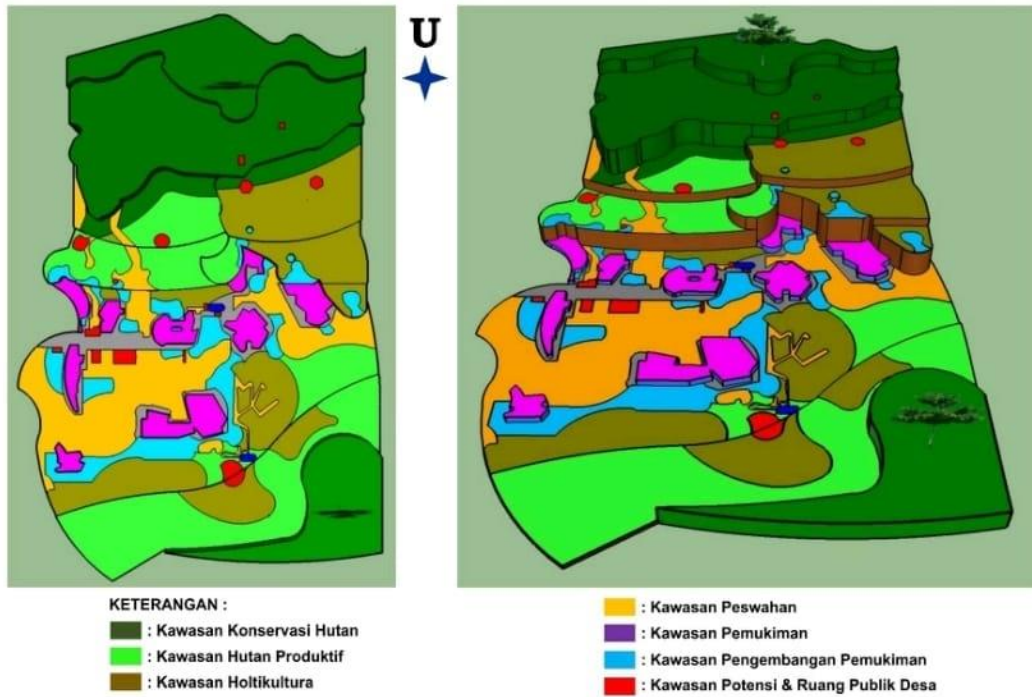 U
KETERANGAN :
: Kawasan Konservasi Hutan
: Kawasan Hutan Produktif
: Kawasan Holtikultura
: Kawasan Peswahan
: Kawasan Pemukiman
: Kawasan Pengembangan Pemukiman
: Kawasan Potensi & Ruang Publik Desa